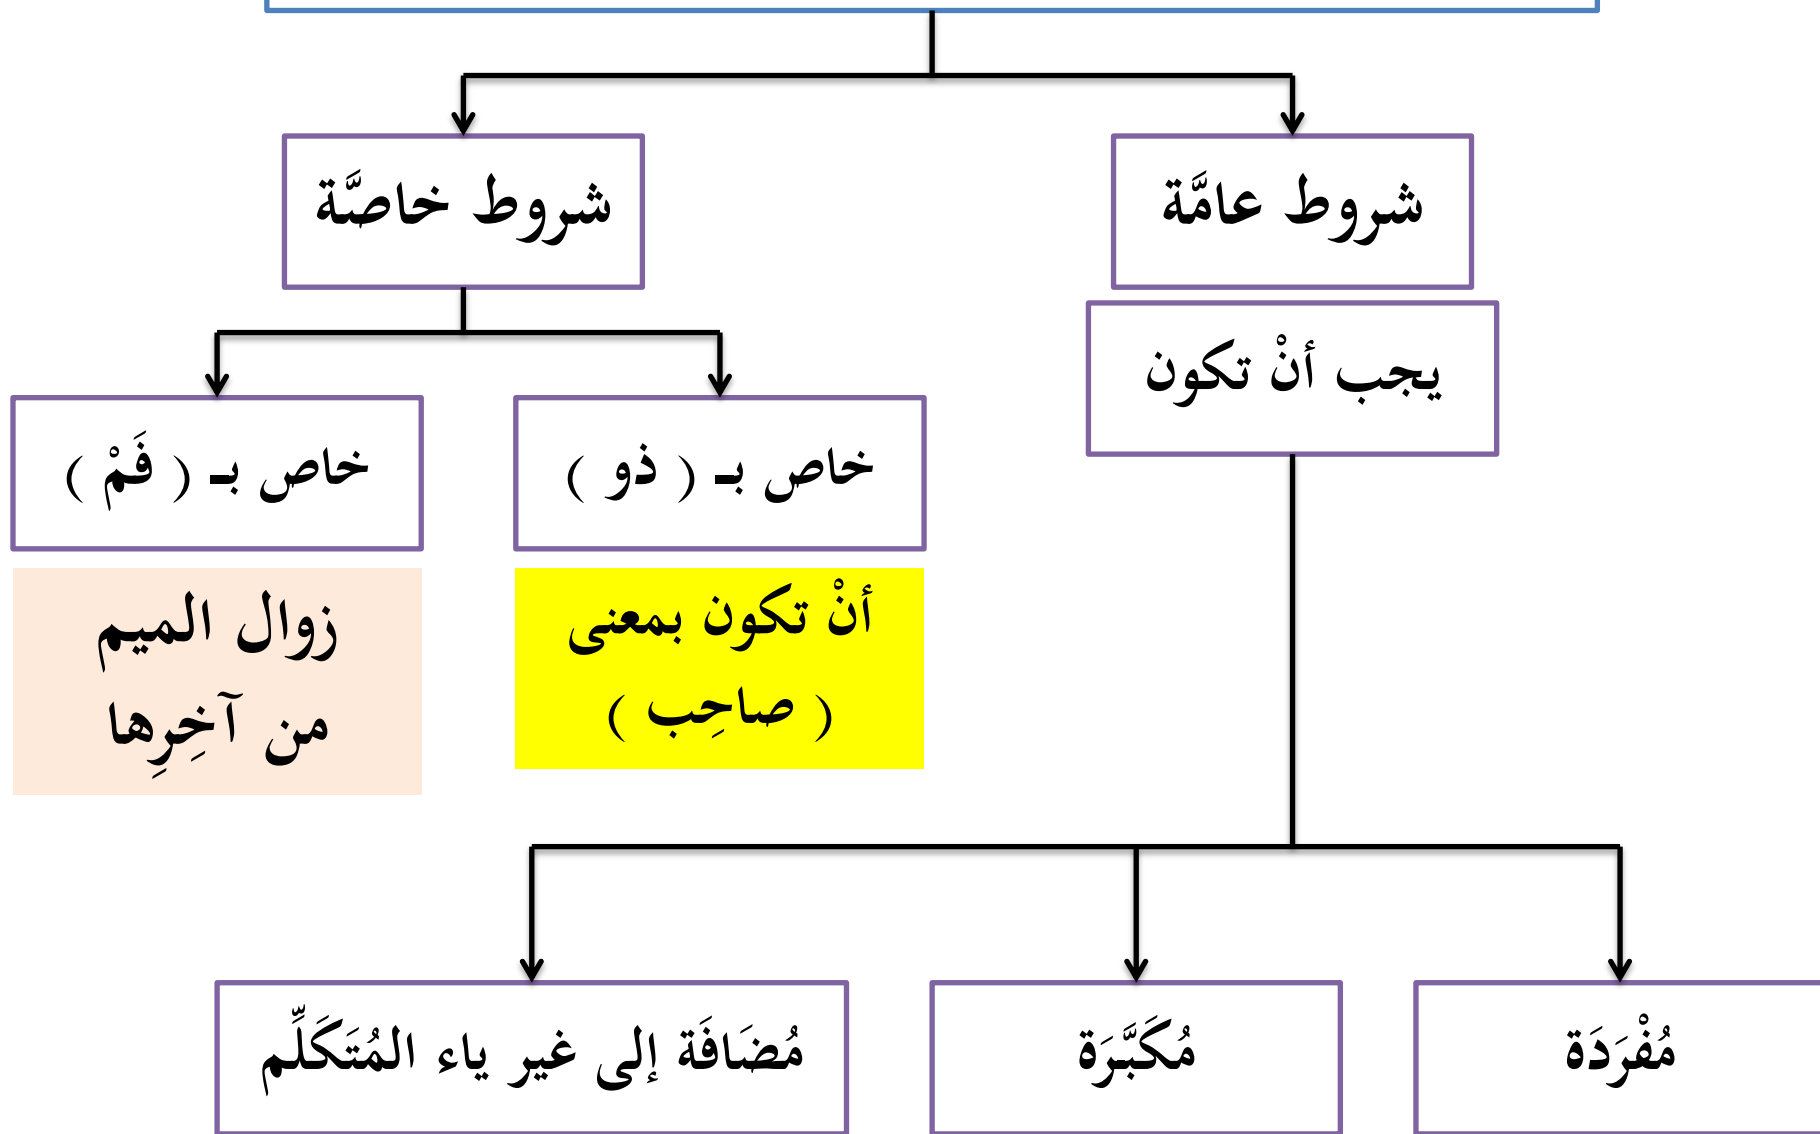 شروط عامَّة
شروط خاصَّة
يجب أنْ تكون
خاص بـ ( ذو )
خاص بـ ( فَمْ )
أنْ تكون بمعنى
( صاحِب )
زوال الميم
من آخِرِها
مُفْرَدَة
مُكَبَّرَة
مُضَافَة إلى غير ياء المُتَكَلِّم